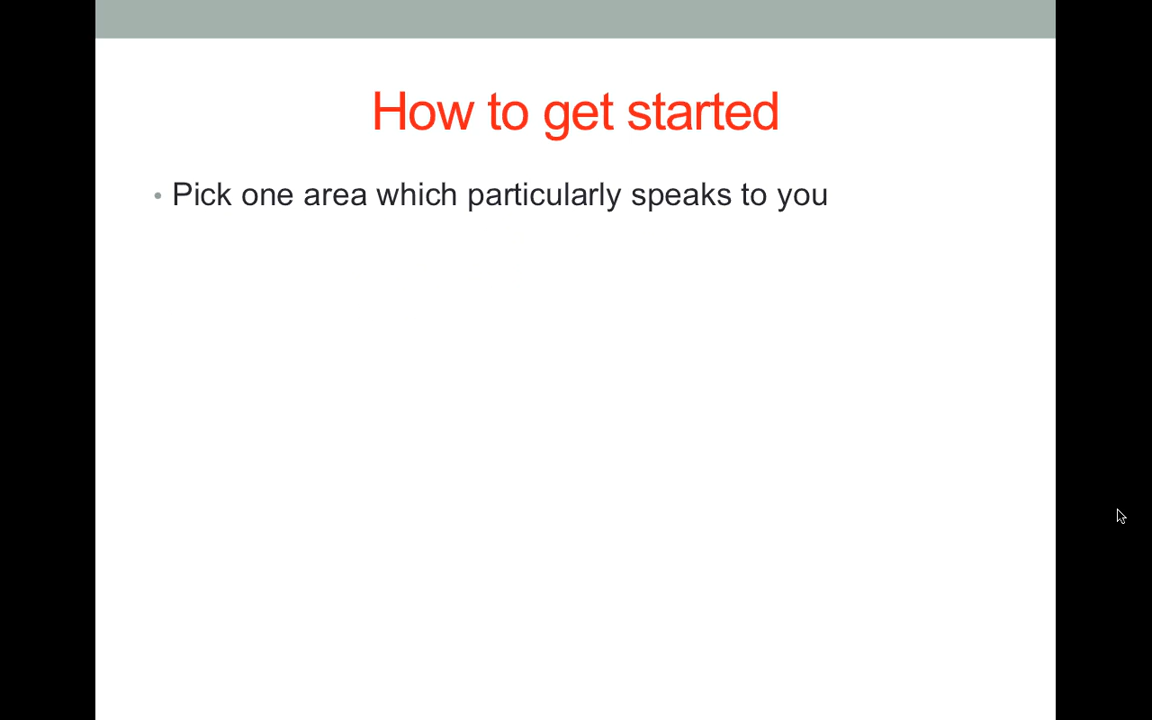 How to get started
• Pick one area which particularly speaks to you